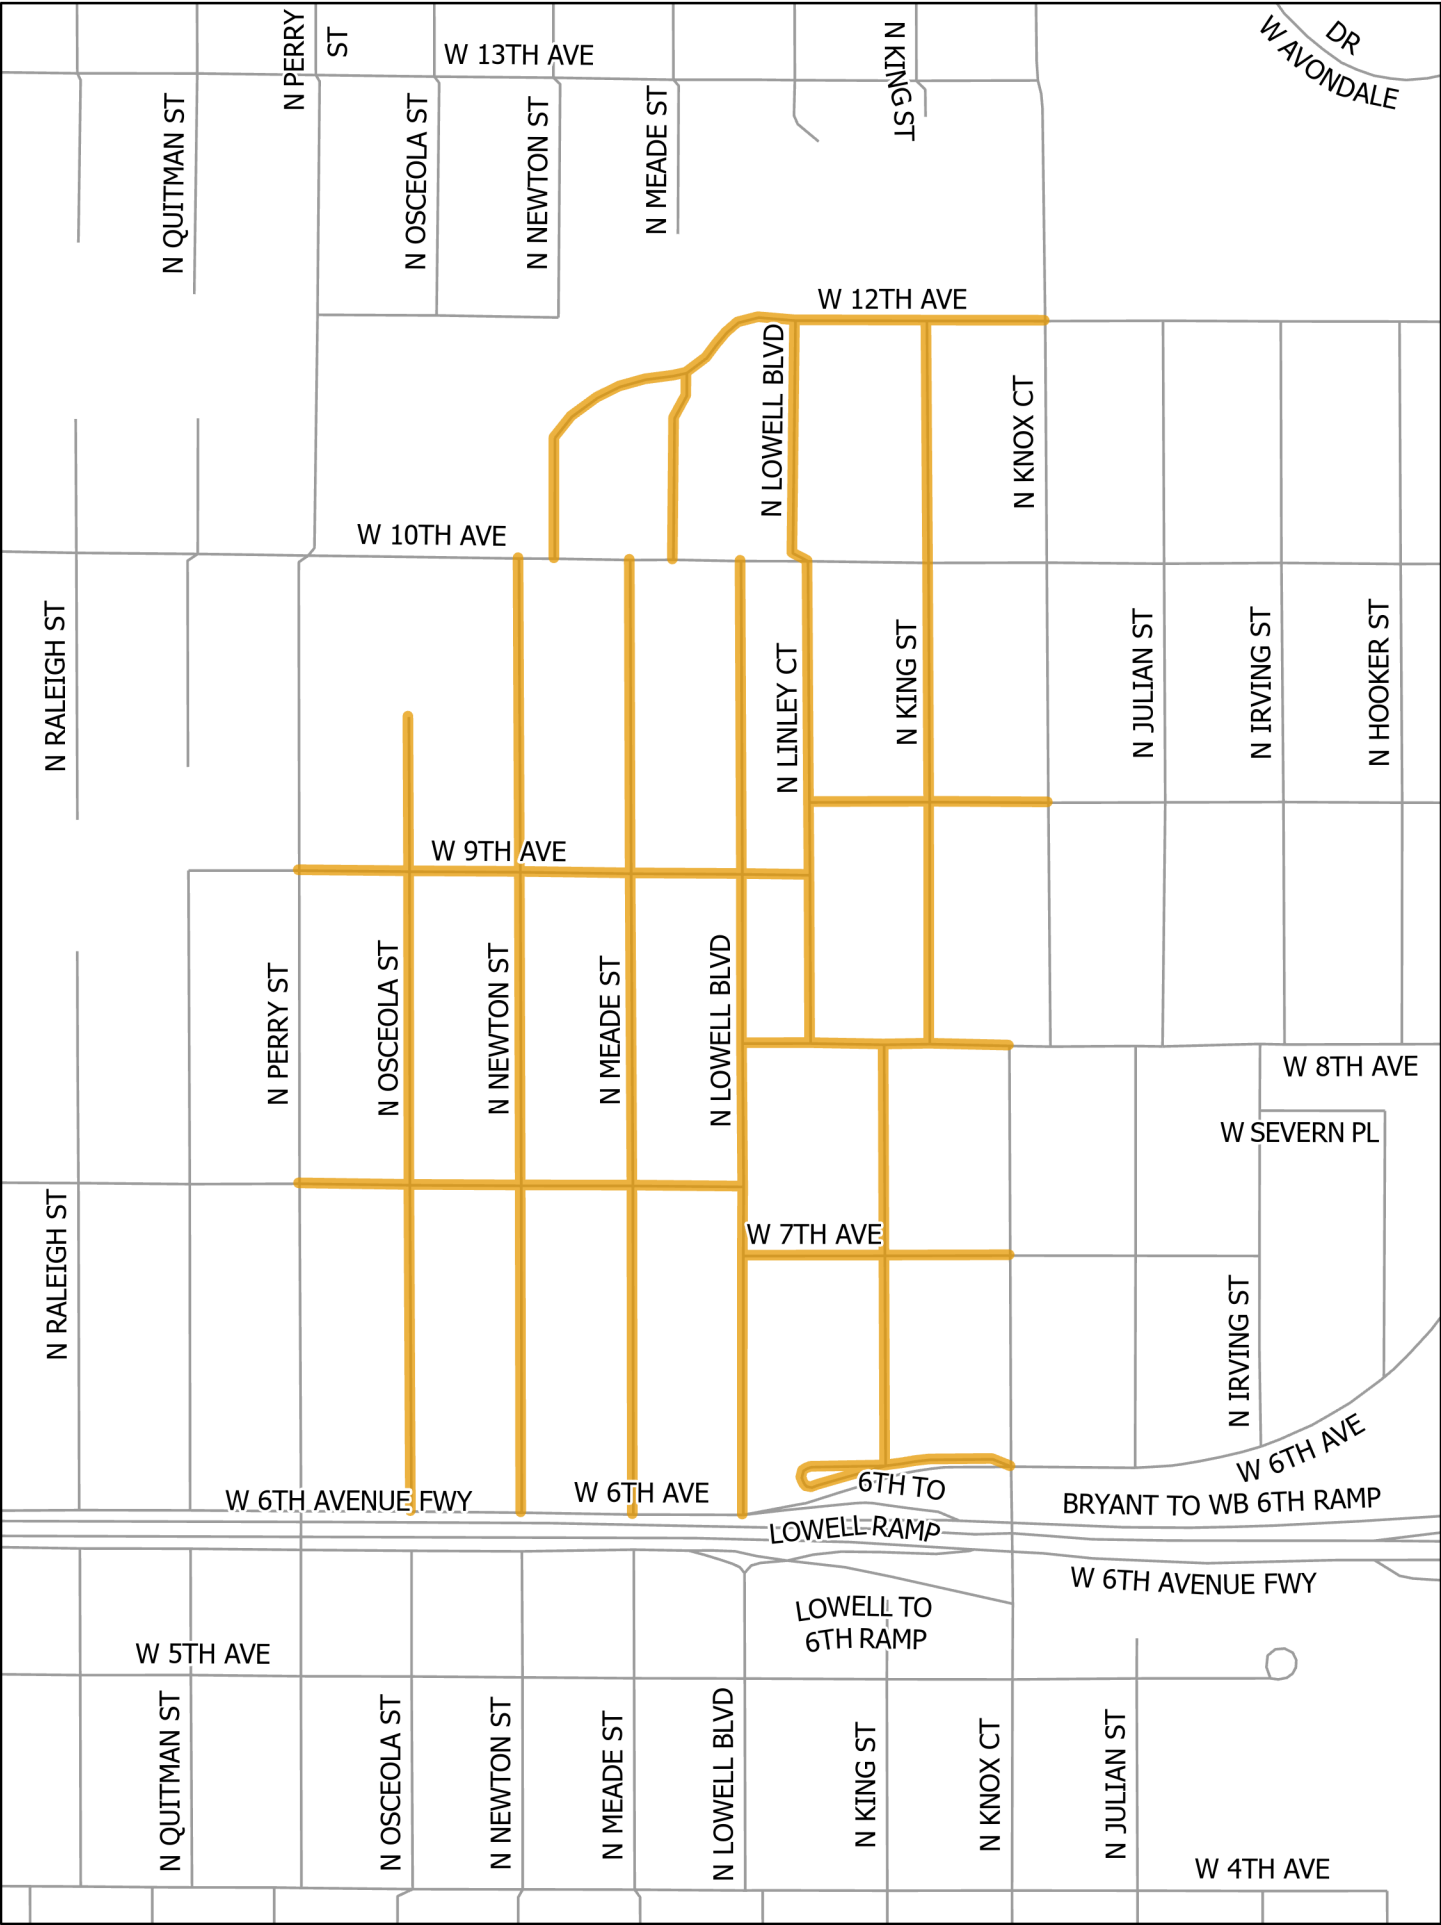 N PERRY
ST
W 13TH AVE
N KING ST
DR
W AVONDALE
N QUITMAN ST
N OSCEOLA ST
N NEWTON ST
N MEADE ST
W 12TH AVE
N LOWELL BLVD
N KNOX CT
W 10TH AVE
N RALEIGH ST
N LINLEY CT
N KING ST
N JULIAN ST
N IRVING ST
N HOOKER ST
W 9TH AVE
N PERRY ST
N OSCEOLA ST
N NEWTON ST
N MEADE ST
N LOWELL BLVD
W 8TH AVE
W SEVERN PL
N RALEIGH ST
W 7TH AVE
N IRVING ST
W 6TH AVE
W 6TH AVENUE FWY
W 6TH AVE
6TH TO
LOWELL RAMP
BRYANT TO WB 6TH RAMP
W 6TH AVENUE FWY
LOWELL TO
6TH RAMP
W 5TH AVE
N QUITMAN ST
N OSCEOLA ST
N NEWTON ST
N MEADE ST
N LOWELL BLVD
N KING ST
N KNOX CT
N JULIAN ST
W 4TH AVE